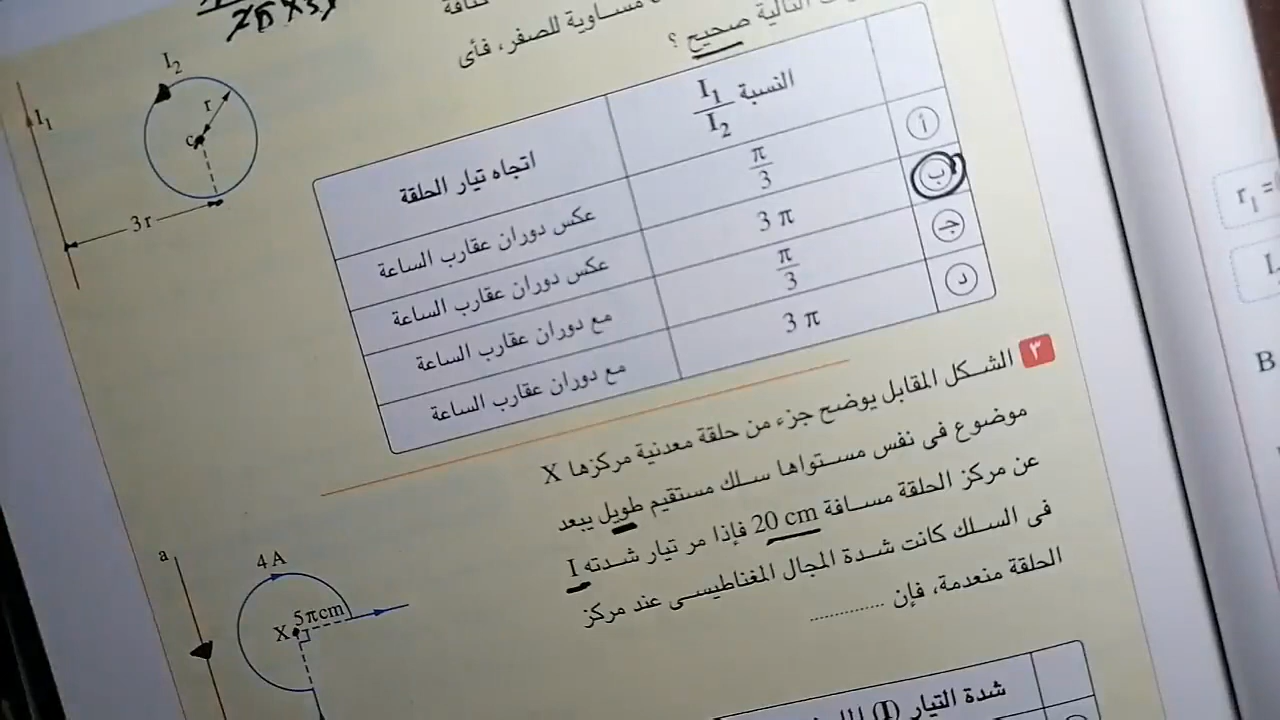 مساوية للصفر، فأى
التالية صحيح ؟
I₂
I₁
r
c
3r
النسبة I₁/I₂
اتجاه تيار الحلقة
أ
π/3
عكس دوران عقارب الساعة
ب
3 π
عكس دوران عقارب الساعة
جـ
π/3
مع دوران عقارب الساعة
د
3 π
مع دوران عقارب الساعة
٣ الشكل المقابل يوضح جزء من حلقة معدنية مركزها X
موضوع فى نفس مستواها سلك مستقيم طويل يبعد
عن مركز الحلقة مسافة 20 cm فإذا مر تيار شدته I
فى السلك كانت شدة المجال المغناطيسى عند مركز
الحلقة منعدمة، فإن ..............
a
4A
5πcm
X
شدة التيار (I)
B